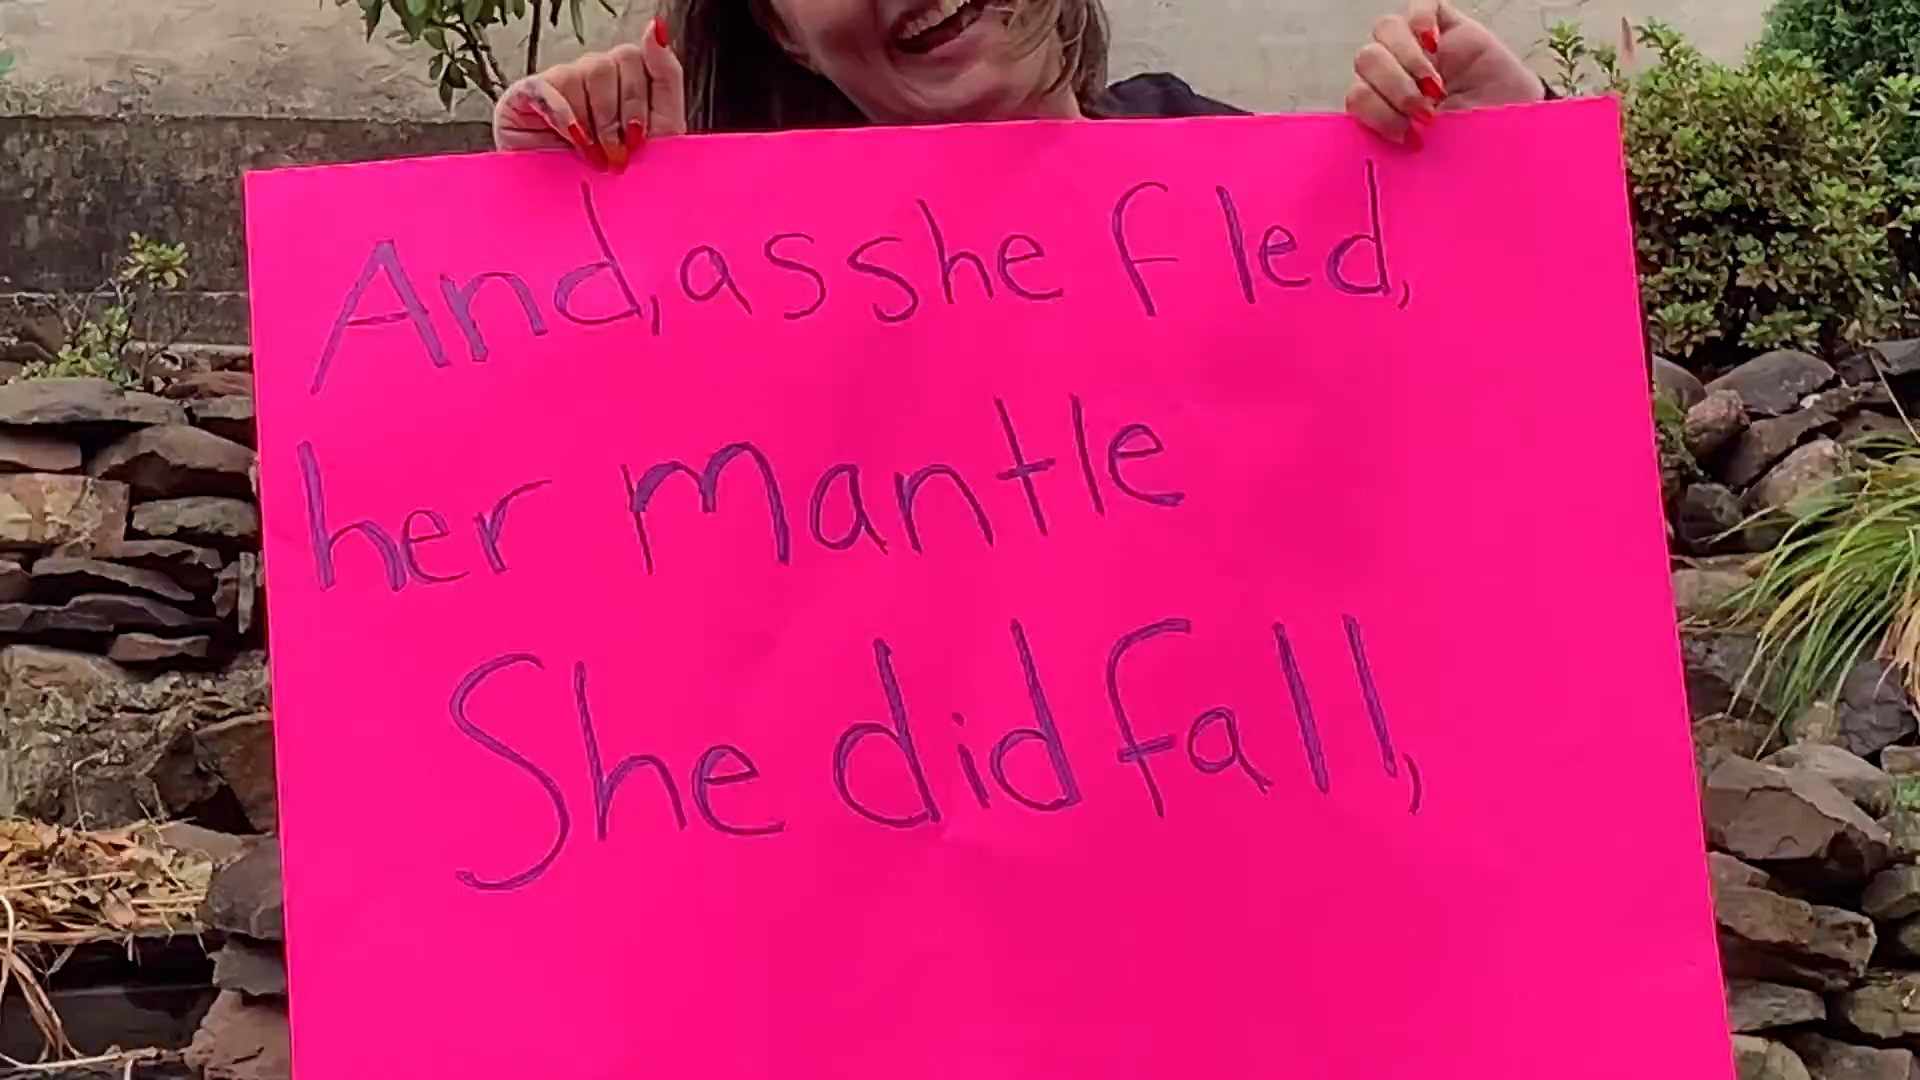 And, as she fled,
her mantle
She did fall,